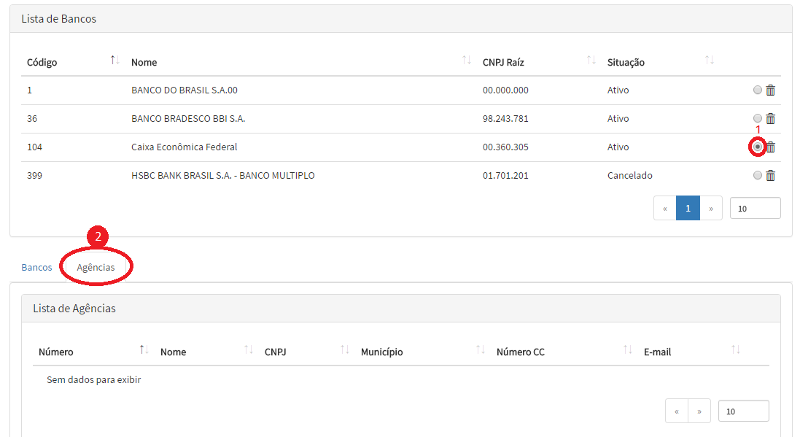 Lista de Bancos
Código Nome CNPJ Raíz Situação
1 BANCO DO BRASIL S.A.00 00.000.000 Ativo
36 BANCO BRADESCO BBI S.A. 98.243.781 Ativo
1
104 Caixa Econômica Federal 00.360.305 Ativo
399 HSBC BANK BRASIL S.A. - BANCO MULTIPLO 01.701.201 Cancelado
« 1 » 10
2
Bancos Agências
Lista de Agências
Número Nome CNPJ Município Número CC E-mail
Sem dados para exibir
« » 10